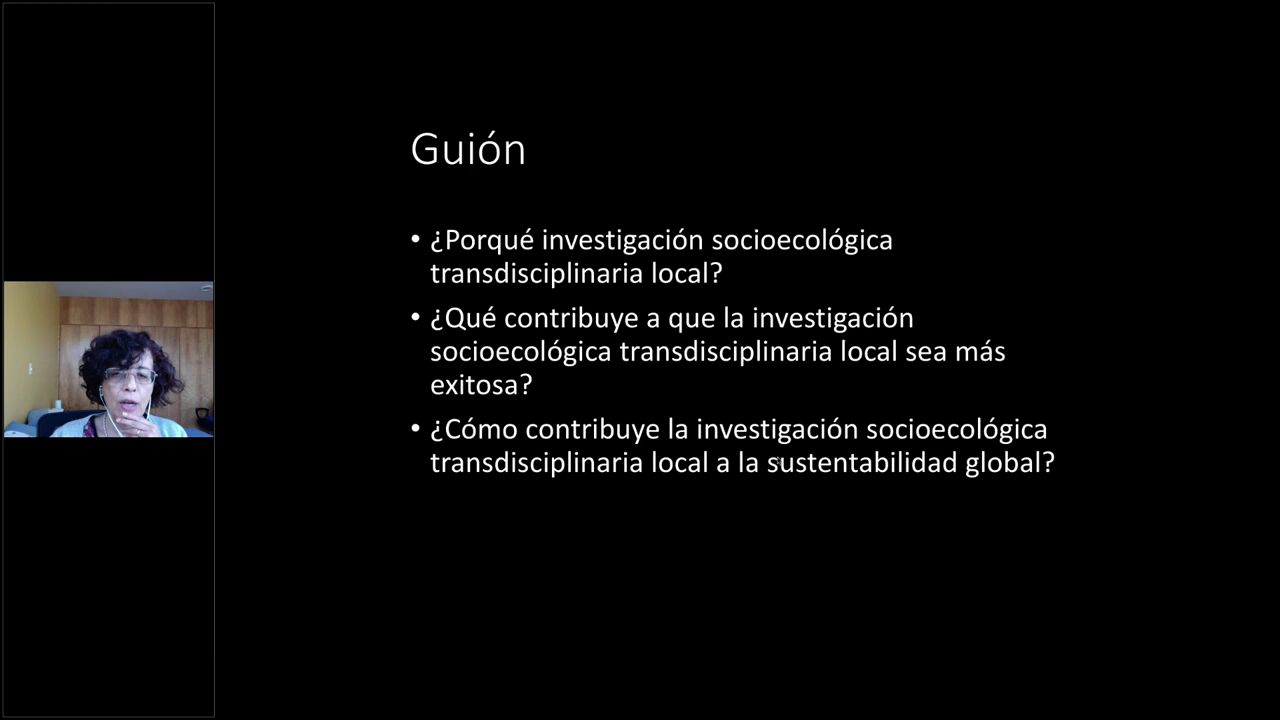 Guión
• ¿Porqué investigación socioecológica
transdisciplinaria local?
• ¿Qué contribuye a que la investigación
socioecológica transdisciplinaria local sea más
exitosa?
• ¿Cómo contribuye la investigación socioecológica
transdisciplinaria local a la sustentabilidad global?